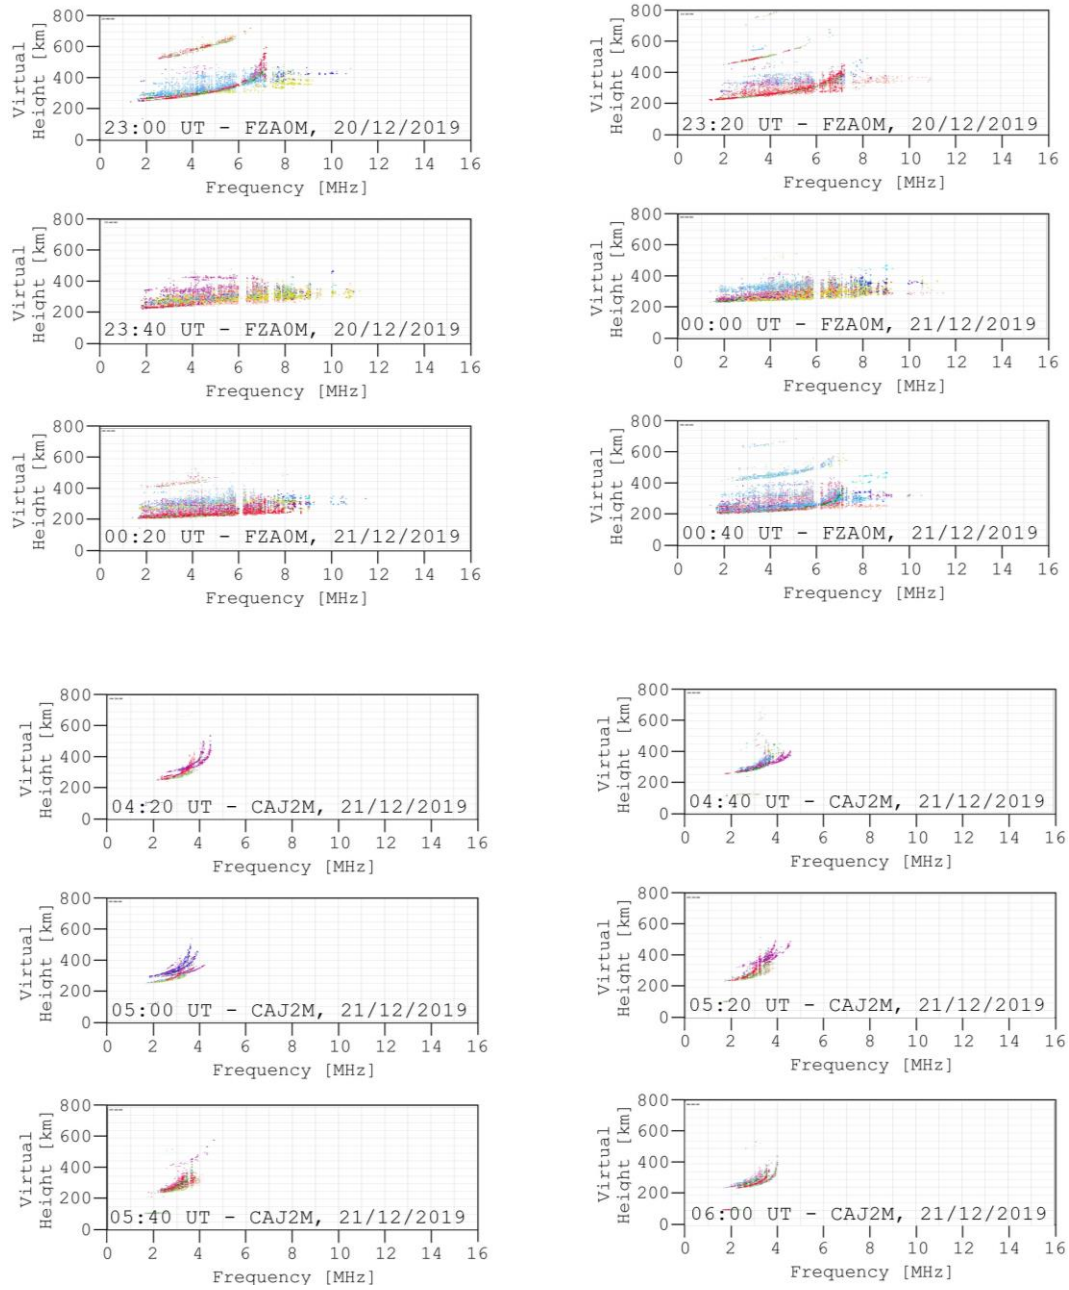 800
600
400
200
0
Virtual
Height [km]
23:00 UT - FZA0M, 20/12/2019
0 2 4 6 8 10 12 14 16
Frequency [MHz]
800
600
400
200
0
Virtual
Height [km]
23:20 UT - FZA0M, 20/12/2019
0 2 4 6 8 10 12 14 16
Frequency [MHz]
800
600
400
200
0
Virtual
Height [km]
23:40 UT - FZA0M, 20/12/2019
0 2 4 6 8 10 12 14 16
Frequency [MHz]
800
600
400
200
0
Virtual
Height [km]
00:00 UT - FZA0M, 21/12/2019
0 2 4 6 8 10 12 14 16
Frequency [MHz]
800
600
400
200
0
Virtual
Height [km]
00:20 UT - FZA0M, 21/12/2019
0 2 4 6 8 10 12 14 16
Frequency [MHz]
800
600
400
200
0
Virtual
Height [km]
00:40 UT - FZA0M, 21/12/2019
0 2 4 6 8 10 12 14 16
Frequency [MHz]
800
600
400
200
0
Virtual
Height [km]
04:20 UT - CAJ2M, 21/12/2019
0 2 4 6 8 10 12 14 16
Frequency [MHz]
800
600
400
200
0
Virtual
Height [km]
04:40 UT - CAJ2M, 21/12/2019
0 2 4 6 8 10 12 14 16
Frequency [MHz]
800
600
400
200
0
Virtual
Height [km]
05:00 UT - CAJ2M, 21/12/2019
0 2 4 6 8 10 12 14 16
Frequency [MHz]
800
600
400
200
0
Virtual
Height [km]
05:20 UT - CAJ2M, 21/12/2019
0 2 4 6 8 10 12 14 16
Frequency [MHz]
800
600
400
200
0
Virtual
Height [km]
05:40 UT - CAJ2M, 21/12/2019
0 2 4 6 8 10 12 14 16
Frequency [MHz]
800
600
400
200
0
Virtual
Height [km]
06:00 UT - CAJ2M, 21/12/2019
0 2 4 6 8 10 12 14 16
Frequency [MHz]